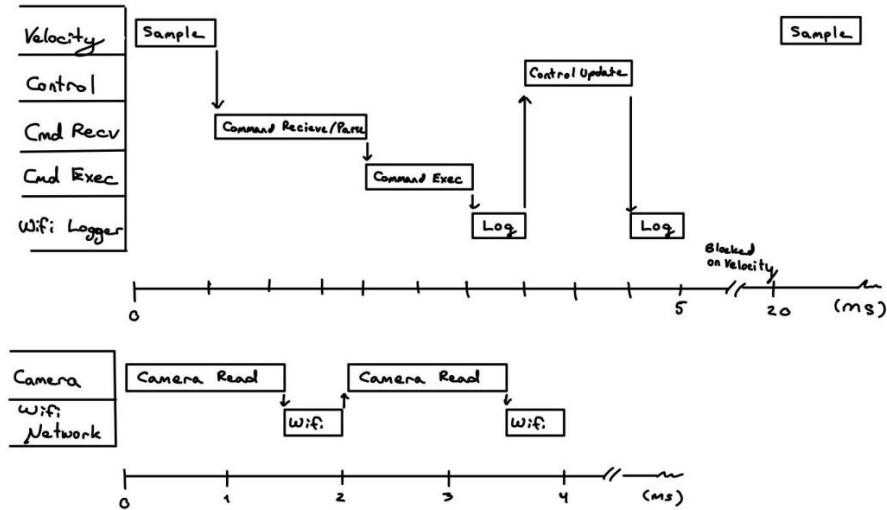 Velocity
Sample
Sample
Control
Control Update
Cmd Recv
Command Recieve/Parse
Cmd Exec
Command Exec
Wifi Logger
Log
Log
Blocked
on Velocity
0
5
20
(ms)
Camera
Camera Read
Camera Read
Wifi
Network
Wifi
Wifi
0
1
2
3
4
(ms)